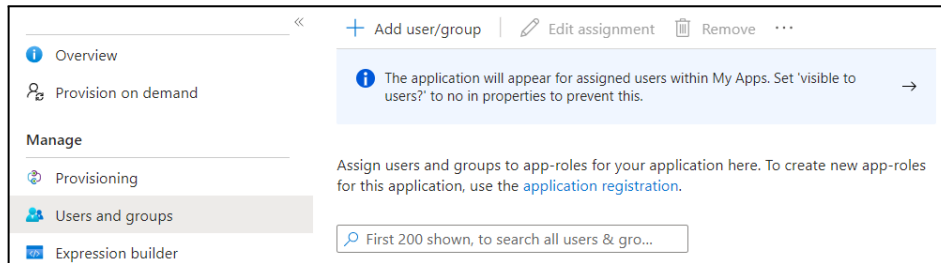 «
Overview
Provision on demand
Manage
Provisioning
Users and groups
Expression builder
Add user/group
Edit assignment
Remove
The application will appear for assigned users within My Apps. Set 'visible to
users?' to no in properties to prevent this.
Assign users and groups to app-roles for your application here. To create new app-roles
for this application, use the application registration.
First 200 shown, to search all users & gro...